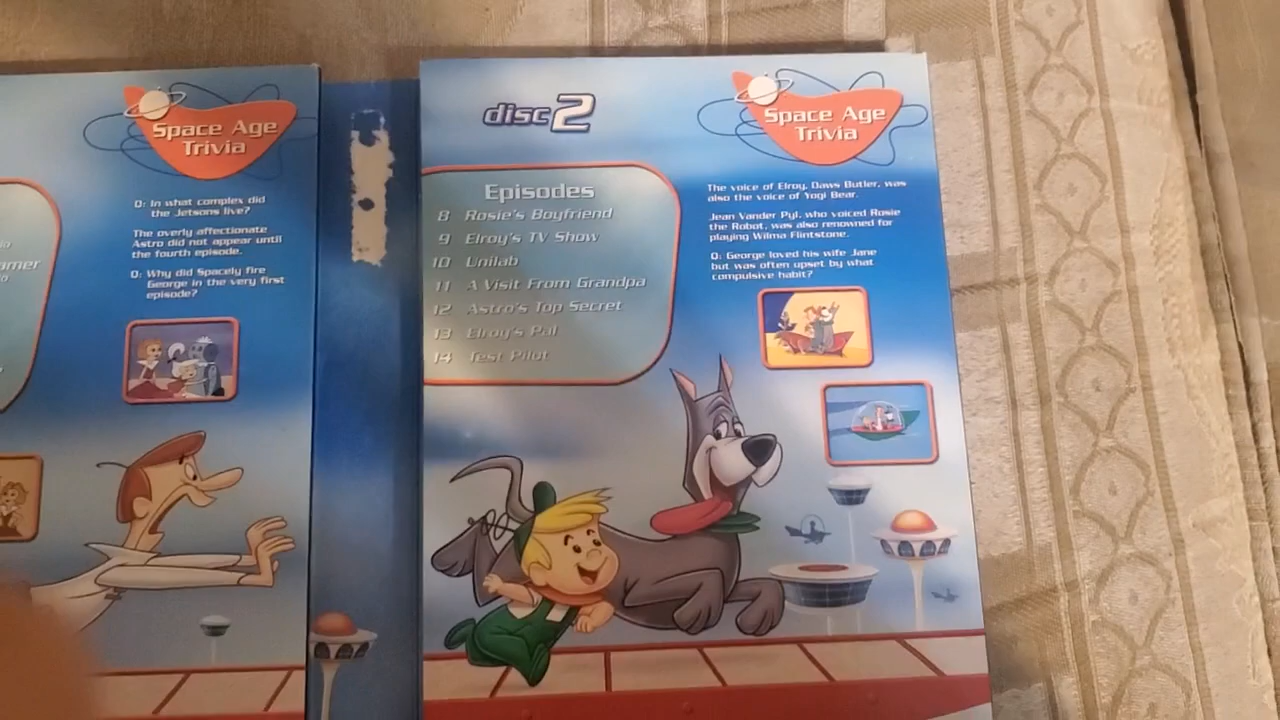 Space Age
Trivia
Q: In what complex did
the Jetsons live?
The overly affectionate
Astro did not appear until
the fourth episode.
Q: Why did Spacely fire
George in the very first
episode?
disc 2
Episodes
8 Rosie's Boyfriend
9 Elroy's TV Show
10 Unilab
11 A Visit From Grandpa
12 Astro's Top Secret
13 Elroy's Pal
14 Test Pilot
Space Age
Trivia
The voice of Elroy, Daws Butler, was
also the voice of Yogi Bear.
Jean Vander Pyl, who voiced Rosie
the Robot, was also renowned for
playing Wilma Flintstone.
Q: George loved his wife Jane
but was often upset by what
compulsive habit?